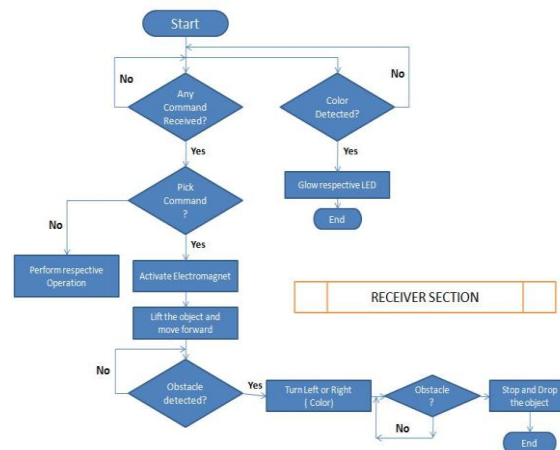 Start
No
Any
Command
Received?
Color
Detected?
No
Yes
Yes
Pick
Command
?
Glow respective LED
No
End
Yes
Perform respective
Operation
Activate Electromagnet
RECEIVER SECTION
Lift the object and
move forward
No
Obstacle
detected?
Yes
Turn Left or Right
( Color)
Obstacle
?
No
Stop and Drop
the object
End